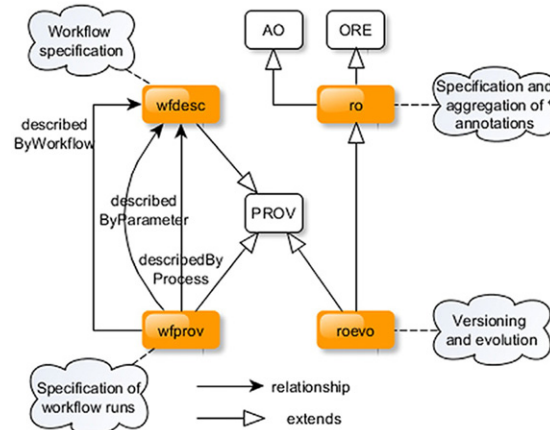 Workflow
specification
AO
ORE
wfdesc
ro
Specification and
aggregation of
annotations
described
ByWorkflow
described
ByParameter
PROV
describedBy
Process
wfprov
roevo
Versioning
and evolution
Specification of
workflow runs
relationship
extends